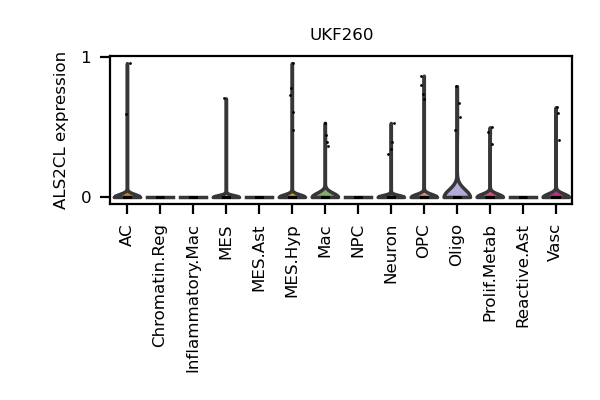 UKF260
ALS2CL expression
1
0
AC
Chromatin.Reg
Inflammatory.Mac
MES
MES.Ast
MES.Hyp
Mac
NPC
Neuron
OPC
Oligo
Prolif.Metab
Reactive.Ast
Vasc